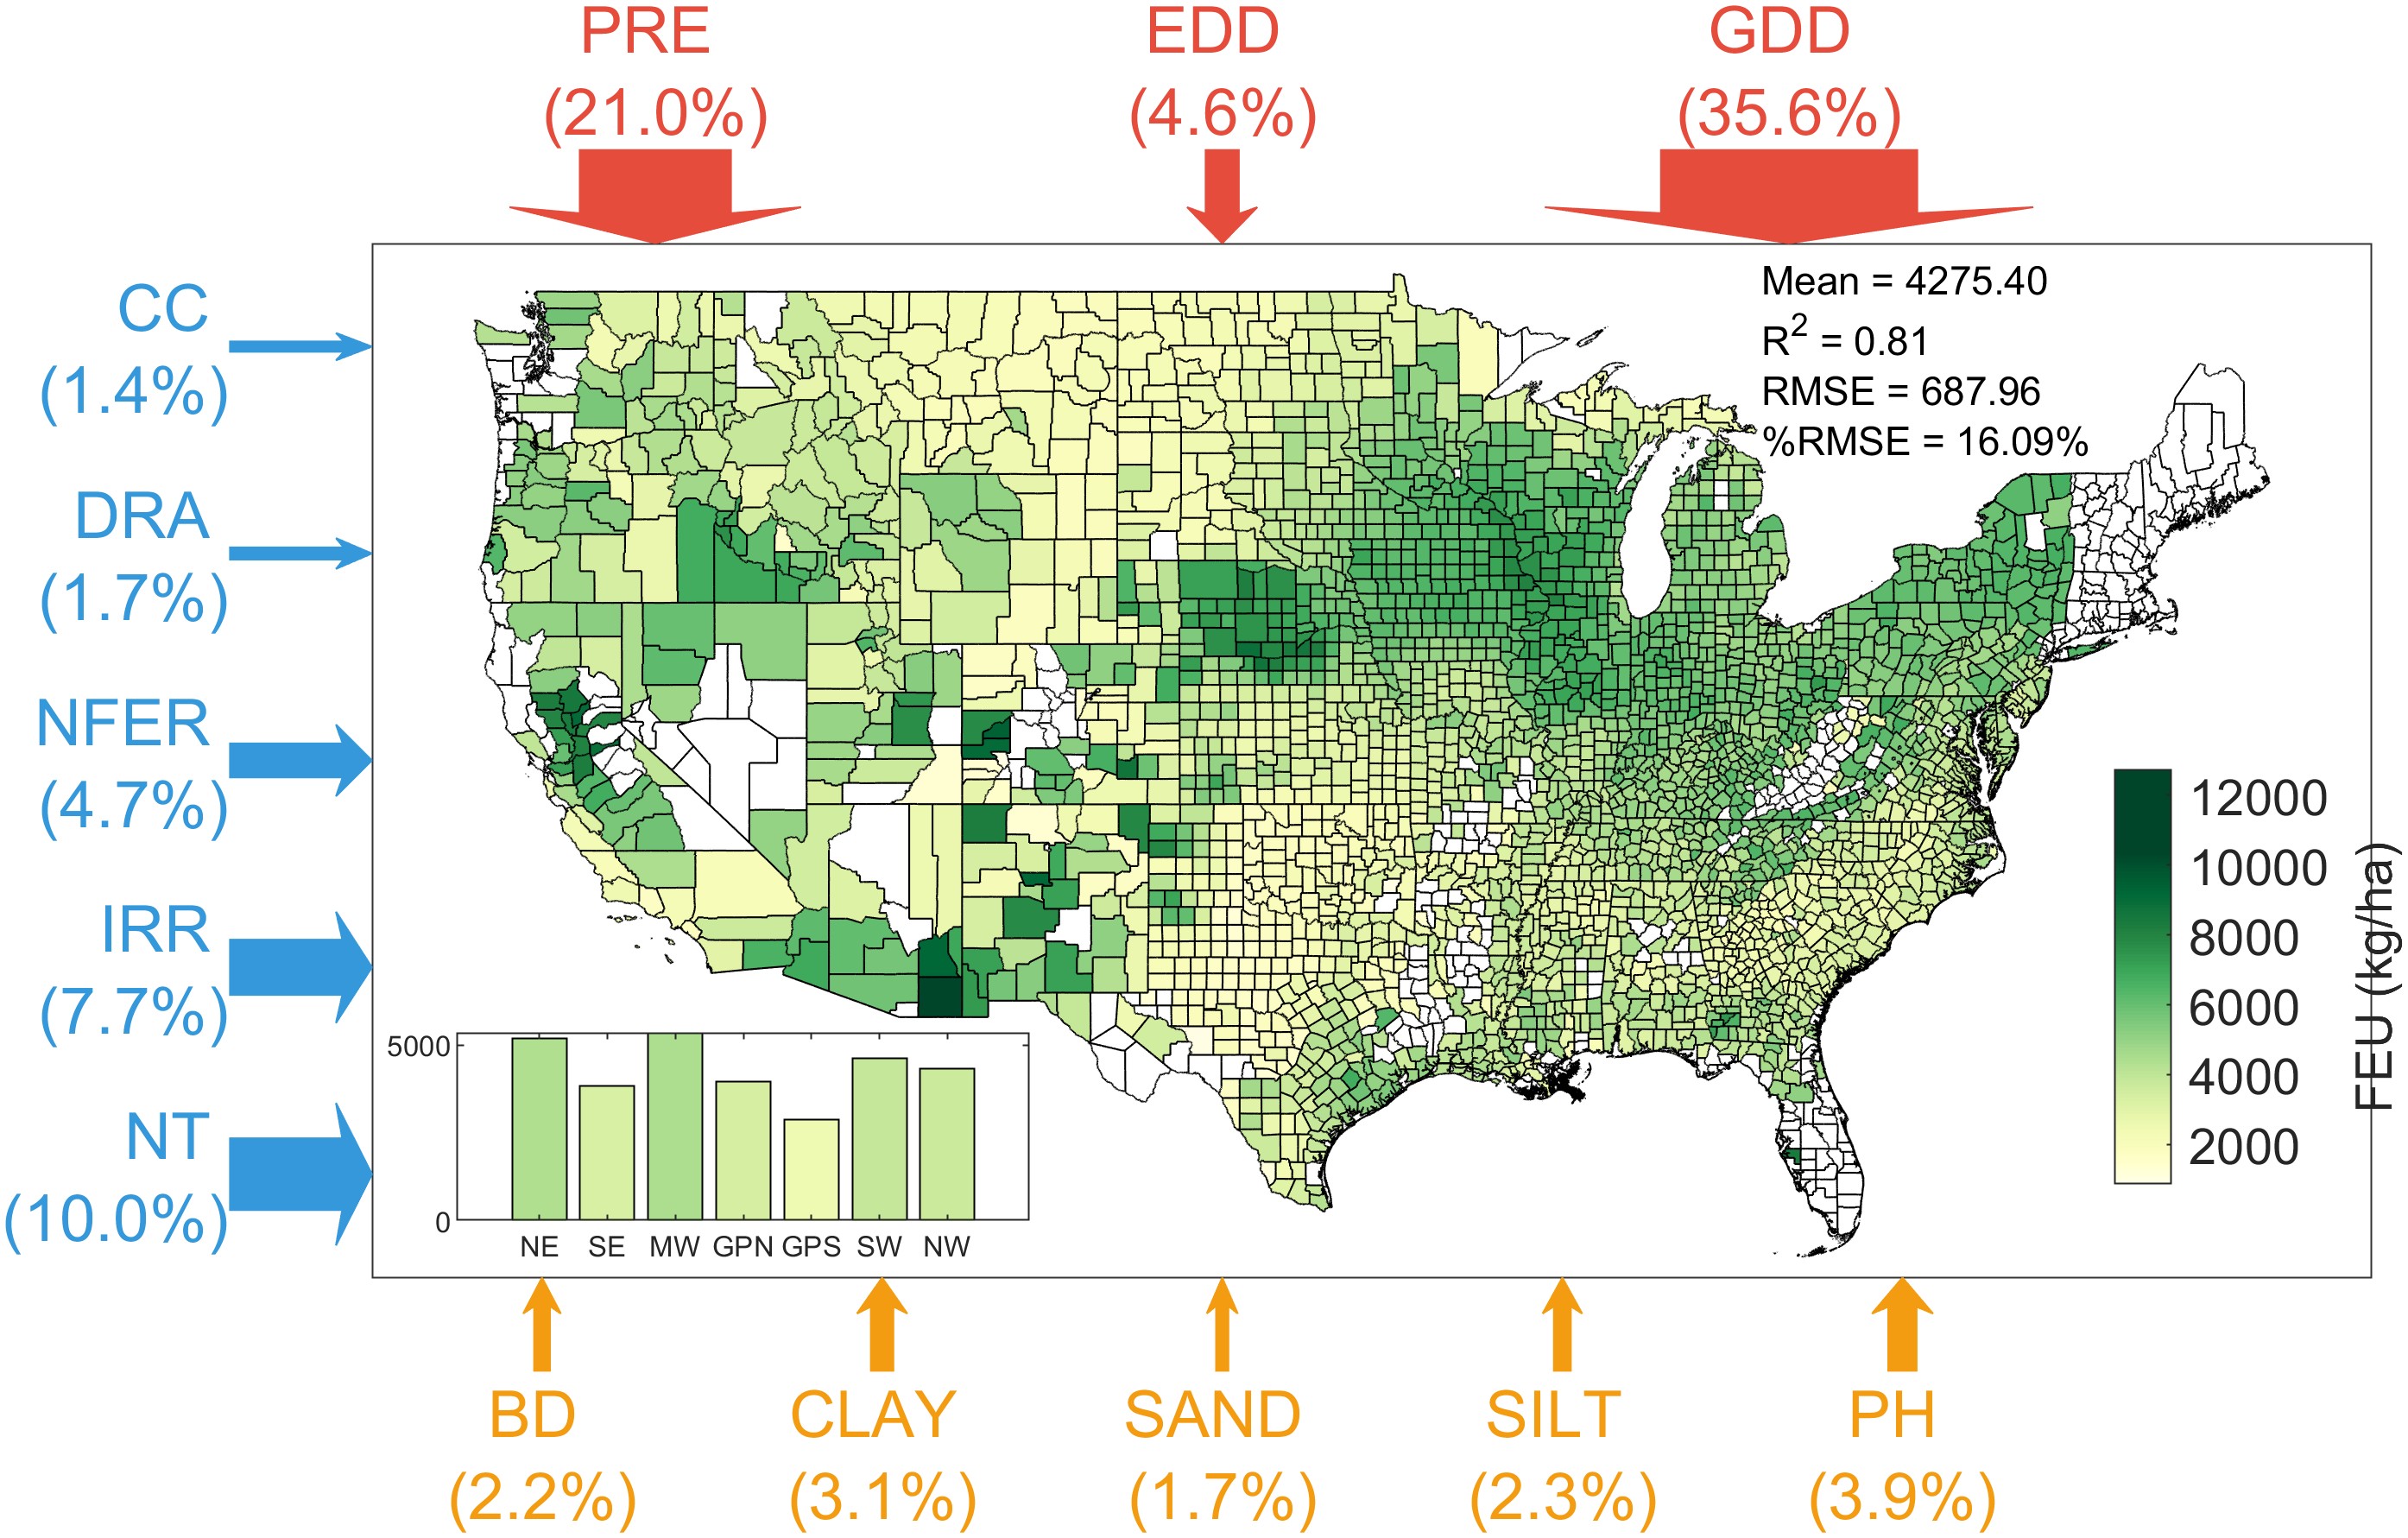 PRE
(21.0%)
EDD
(4.6%)
GDD
(35.6%)
CC
(1.4%)
DRA
(1.7%)
NFER
(4.7%)
IRR
(7.7%)
NT
(10.0%)
Mean = 4275.40
R² = 0.81
RMSE = 687.96
%RMSE = 16.09%
12000
10000
8000
6000
4000
2000
FEU (kg/ha)
5000
0
NE SE MW GPN GPS SW NW
BD
(2.2%)
CLAY
(3.1%)
SAND
(1.7%)
SILT
(2.3%)
PH
(3.9%)